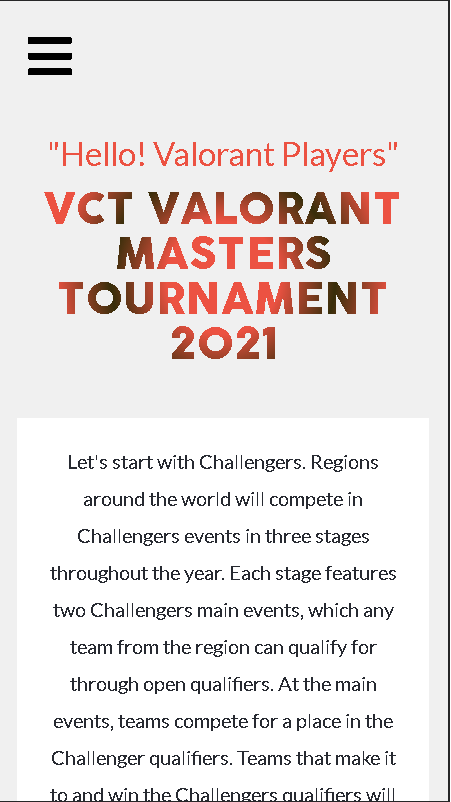 "Hello! Valorant Players"
VCT VALORANT
MASTERS
TOURNAMENT
2021
Let's start with Challengers. Regions
around the world will compete in
Challengers events in three stages
throughout the year. Each stage features
two Challengers main events, which any
team from the region can qualify for
through open qualifiers. At the main
events, teams compete for a place in the
Challenger qualifiers. Teams that make it
to and win the Challengers qualifiers will